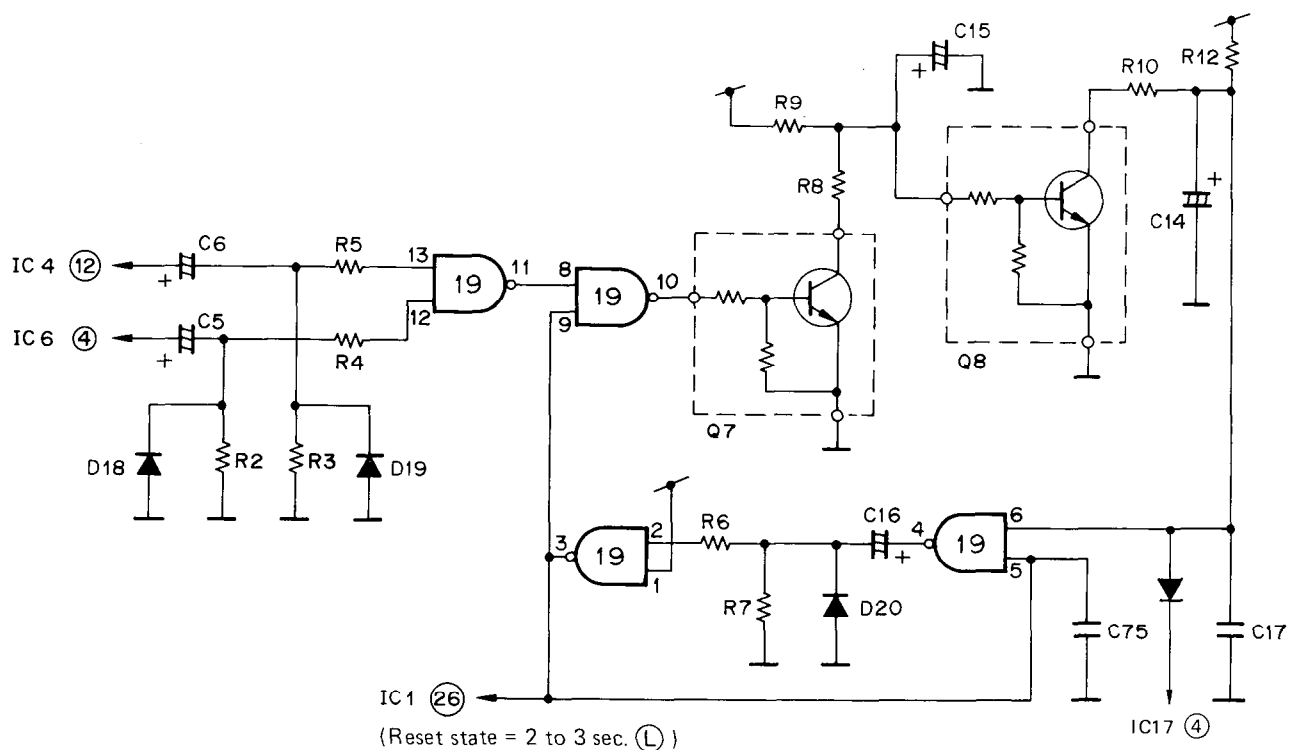 C15
+
R12
R10
R9
R8
C14
+
Q8
IC 4 ⑫
C6
+
R5
13
19
11
8
19
10
12
9
IC 6 ④
C5
+
R4
Q7
D18
R2
R3
D19
3
19
2
1
R6
C16
+
4
19
6
5
R7
D20
C75
C17
IC1 ㉖
(Reset state = 2 to 3 sec. Ⓛ )
IC17 ④